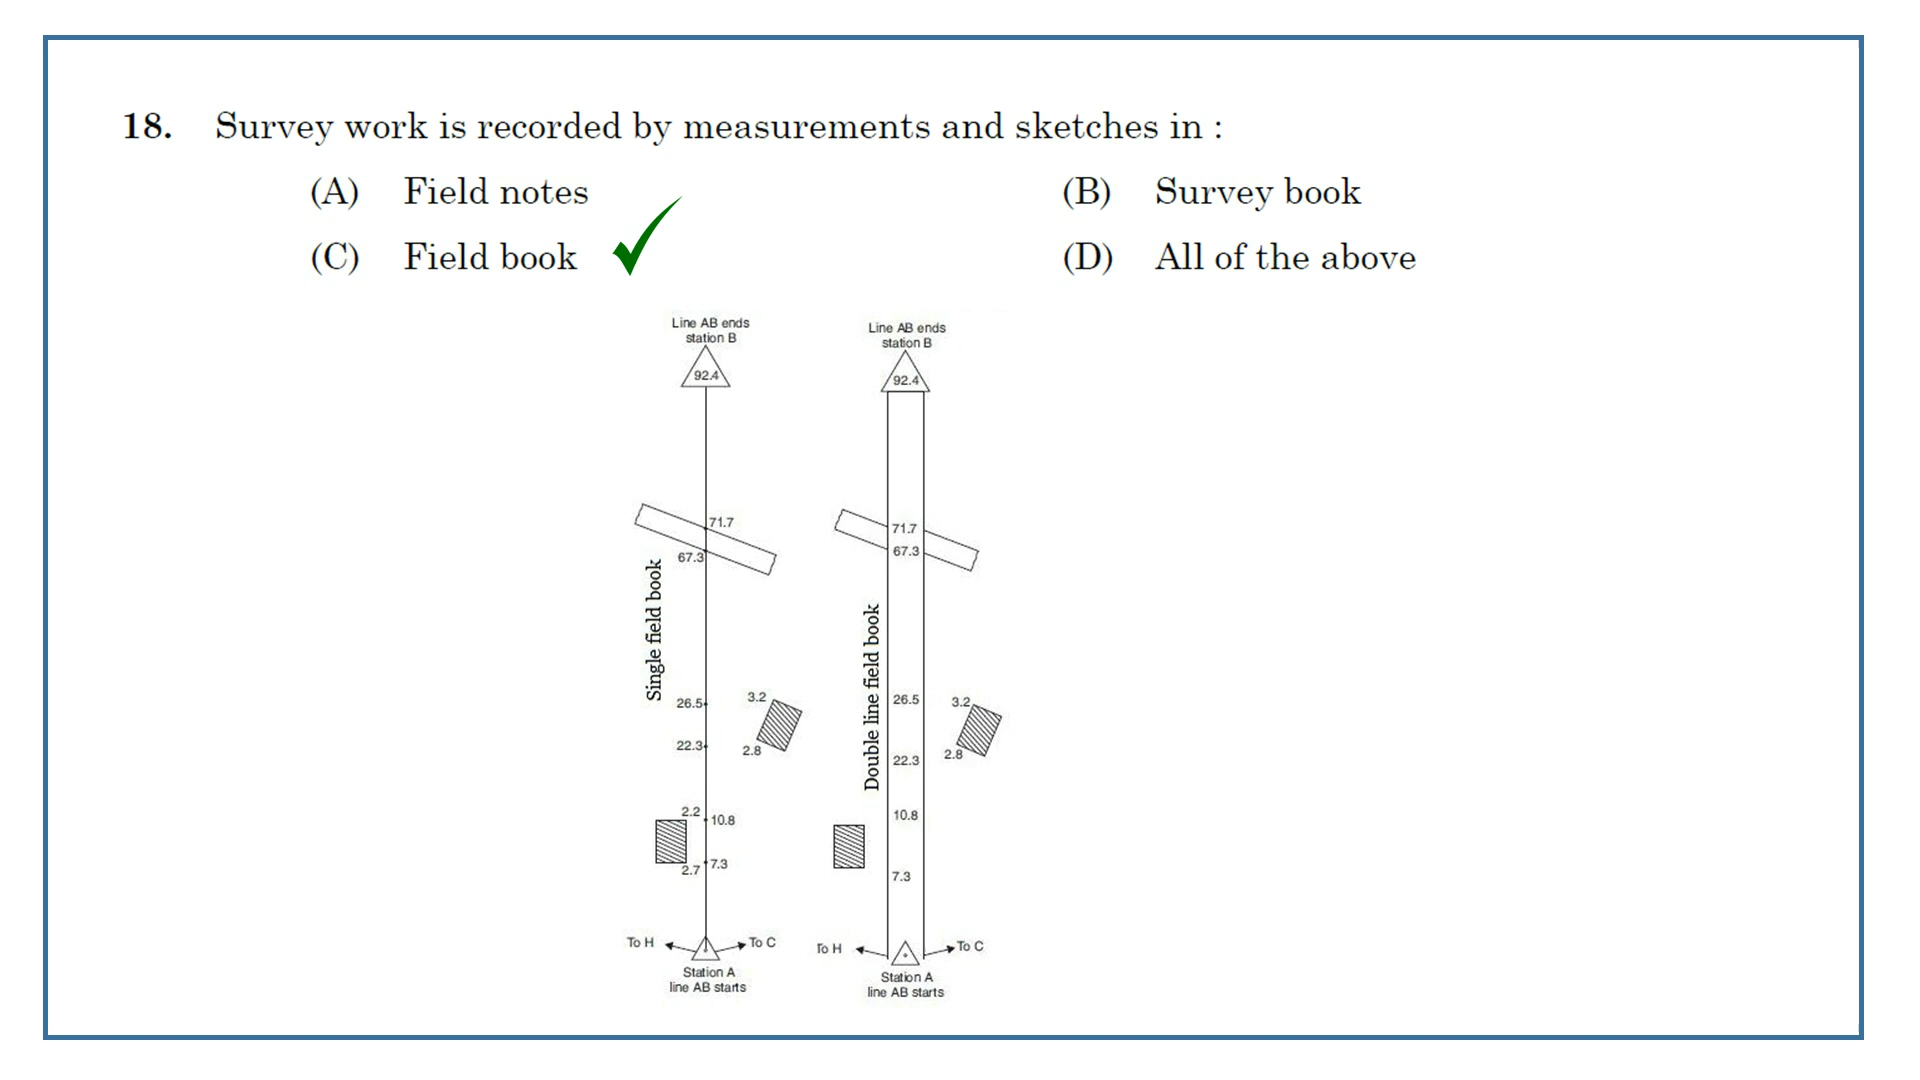 18. Survey work is recorded by measurements and sketches in :
(A) Field notes (B) Survey book
(C) Field book (D) All of the above
Line AB ends
station B
92.4
71.7
67.3
Single field book
26.5
3.2
22.3
2.8
2.2
10.8
2.7
7.3
To H
To C
Station A
line AB starts
Line AB ends
station B
92.4
71.7
67.3
Double line field book
26.5
3.2
22.3
2.8
10.8
7.3
To H
To C
Station A
line AB starts